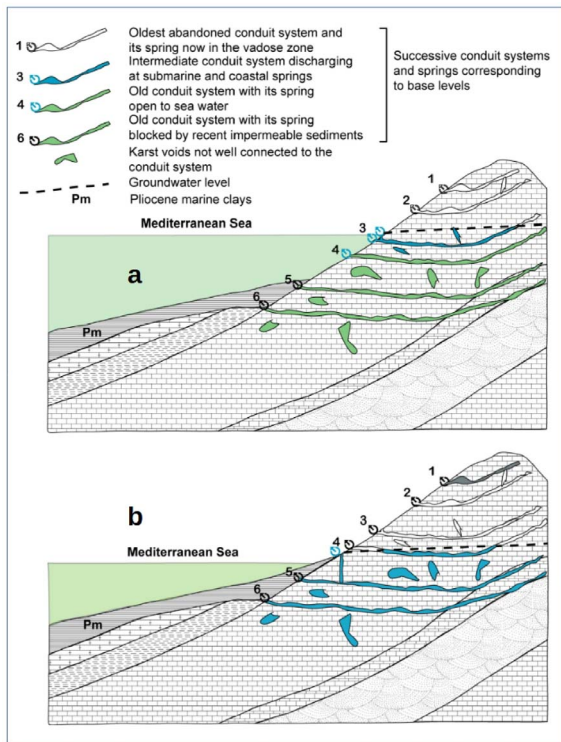 1 Oldest abandoned conduit system and
its spring now in the vadose zone
3 Intermediate conduit system discharging
at submarine and coastal springs
4 Old conduit system with its spring
open to sea water
6 Old conduit system with its spring
blocked by recent impermeable sediments
Karst voids not well connected to the
conduit system
Groundwater level
Pm Pliocene marine clays
Successive conduit systems
and springs corresponding
to base levels
Mediterranean Sea
a
1
2
3
4
5
6
Pm
Mediterranean Sea
b
1
2
3
4
5
6
Pm